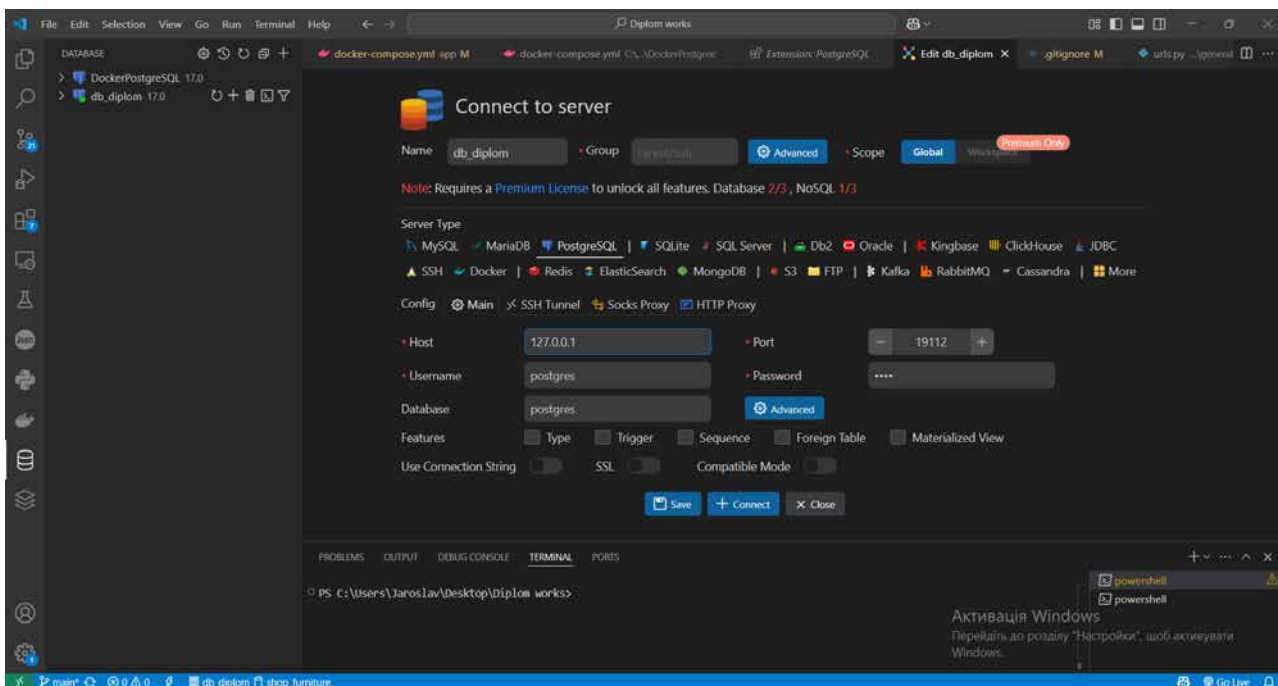 File Edit Selection View Go Run Terminal Help
Diplom works
DATABASE
docker-compose.yml app M
docker-compose.yml C:\...\DockerPostgree
Extension: PostgreSQL
Edit db_diplom
.gitignore M
urls.py ...\general
DockerPostgreSQL 17.0
db_diplom 17.0
Connect to server
Name db_diplom * Group Advanced * Scope Global Workspace Premium Only
Note: Requires a Premium License to unlock all features. Database 2/3 , NoSQL 1/3
Server Type
MySQL MariaDB PostgreSQL | SQLite SQL Server | Db2 Oracle | Kingbase ClickHouse JDBC
SSH Docker | Redis ElasticSearch MongoDB | S3 FTP | Kafka RabbitMQ Cassandra | More
Config Main SSH Tunnel Socks Proxy HTTP Proxy
* Host 127.0.0.1 * Port 19112
* Username postgres * Password ••••
Database postgres Advanced
Features Type Trigger Sequence Foreign Table Materialized View
Use Connection String SSL Compatible Mode
Save Connect Close
PROBLEMS OUTPUT DEBUG CONSOLE TERMINAL PORTS
PS C:\Users\Jaroslav\Desktop\Diplom works>
powershell
powershell
Активація Windows
Перейдіть до розділу "Настройки", щоб активувати
Windows.
21
7
1
main* 0 0 db_diplom shop_furniture Go Live